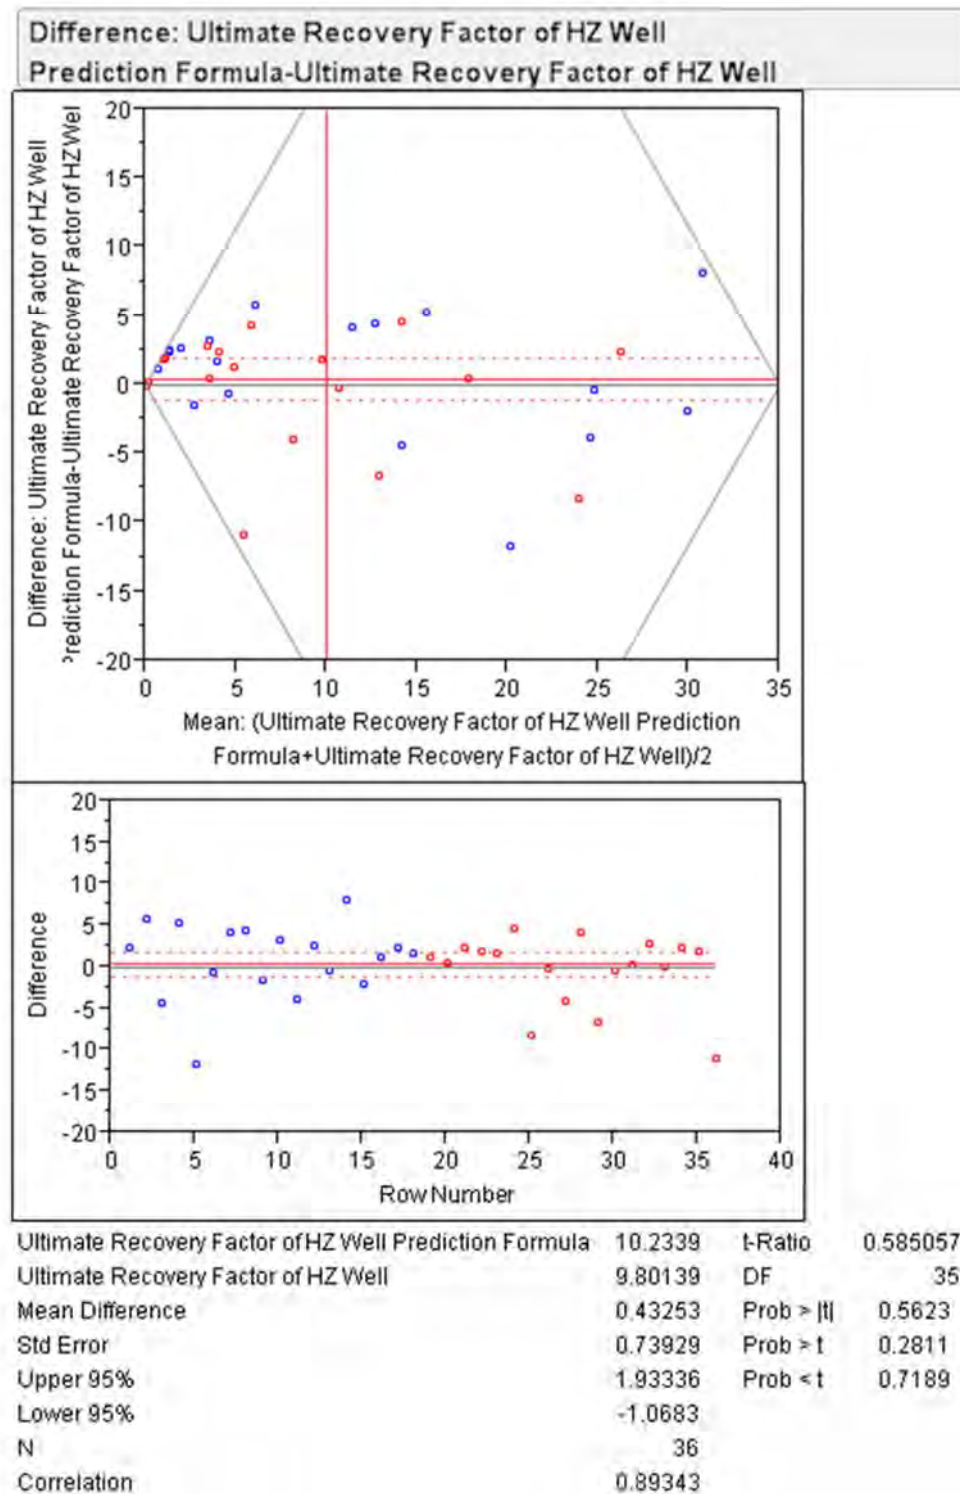 Difference: Ultimate Recovery Factor of HZ Well
Prediction Formula-Ultimate Recovery Factor of HZ Well
Difference: Ultimate Recovery Factor of HZ Well
Prediction Formula-Ultimate Recovery Factor of HZ Wel
20
15
10
5
0
-5
-10
-15
-20
0 5 10 15 20 25 30 35
Mean: (Ultimate Recovery Factor of HZ Well Prediction
Formula+Ultimate Recovery Factor of HZ Well)/2
Difference
20
15
10
5
0
-5
-10
-15
-20
0 5 10 15 20 25 30 35 40
Row Number
Ultimate Recovery Factor of HZ Well Prediction Formula 10.2339 t-Ratio 0.585057
Ultimate Recovery Factor of HZ Well 9.80139 DF 35
Mean Difference 0.43253 Prob > |t| 0.5623
Std Error 0.73929 Prob > t 0.2811
Upper 95% 1.93336 Prob < t 0.7189
Lower 95% -1.0683
N 36
Correlation 0.89343